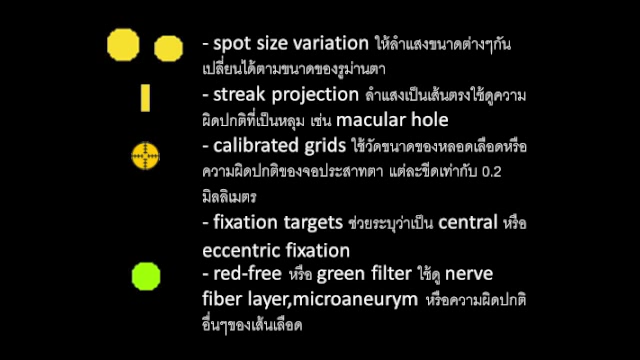 - spot size variation ให้ลำแสงขนาดต่างๆกัน
เปลี่ยนได้ตามขนาดของรูม่านตา
- streak projection ลำแสงเป็นเส้นตรงใช้ดูความ
ผิดปกติที่เป็นหลุม เช่น macular hole
- calibrated grids ใช้วัดขนาดของหลอดเลือดหรือ
ความผิดปกติของจอประสาทตา แต่ละขีดเท่ากับ 0.2
มิลลิเมตร
- fixation targets ช่วยระบุว่าเป็น central หรือ
eccentric fixation
- red-free หรือ green filter ใช้ดู nerve
fiber layer,microaneurym หรือความผิดปกติ
อื่นๆของเส้นเลือด